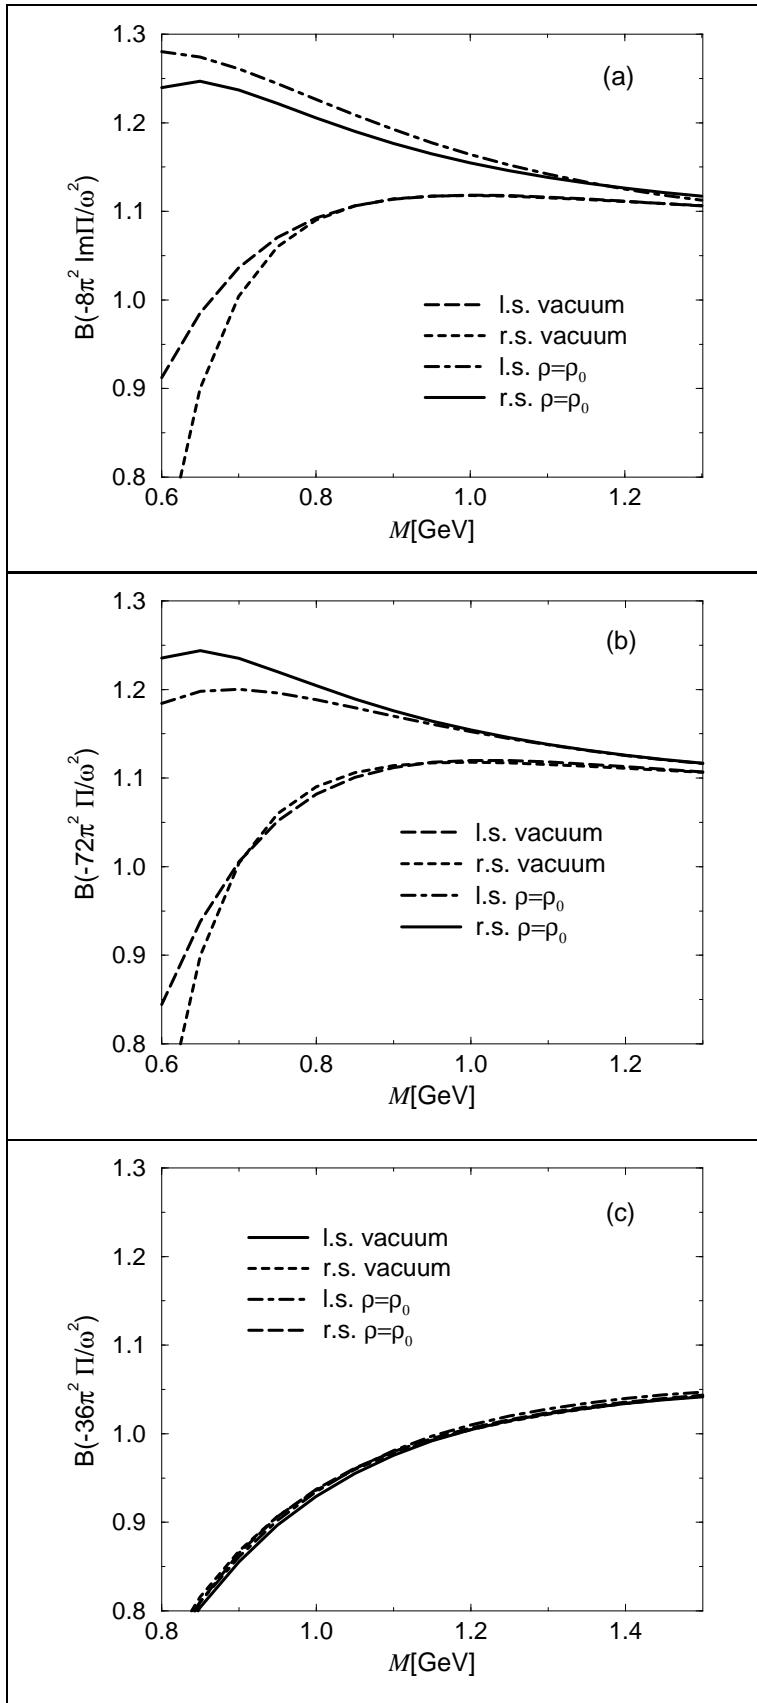 1.3
(a)
1.2
B(-8π² ImΠ/ω²)
1.1
1.0
l.s. vacuum
r.s. vacuum
0.9
l.s. ρ=ρ₀
r.s. ρ=ρ₀
0.8
0.6 0.8 1.0 1.2
M[GeV]
1.3
(b)
1.2
B(-72π² Π/ω²)
1.1
1.0
l.s. vacuum
r.s. vacuum
0.9
l.s. ρ=ρ₀
r.s. ρ=ρ₀
0.8
0.6 0.8 1.0 1.2
M[GeV]
1.3
(c)
1.2
l.s. vacuum
r.s. vacuum
l.s. ρ=ρ₀
r.s. ρ=ρ₀
B(-36π² Π/ω²)
1.1
1.0
0.9
0.8
0.8 1.0 1.2 1.4
M[GeV]